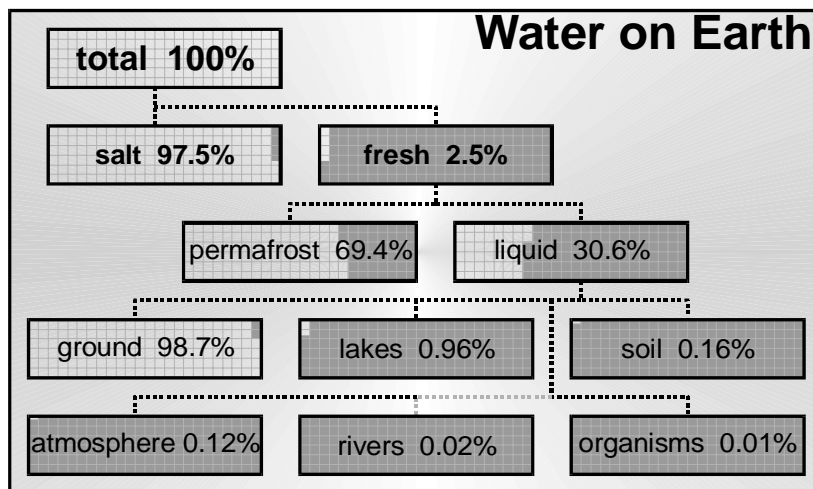 Water on Earth
total 100%
salt 97.5%
fresh 2.5%
permafrost 69.4%
liquid 30.6%
ground 98.7%
lakes 0.96%
soil 0.16%
atmosphere 0.12%
rivers 0.02%
organisms 0.01%